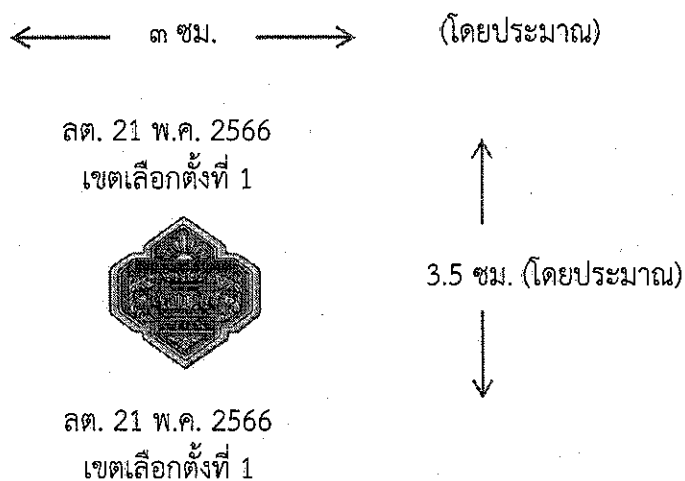 ๓ ซม. (โดยประมาณ)
ลต. 21 พ.ค. 2566
เขตเลือกตั้งที่ 1
3.5 ซม. (โดยประมาณ)
ลต. 21 พ.ค. 2566
เขตเลือกตั้งที่ 1